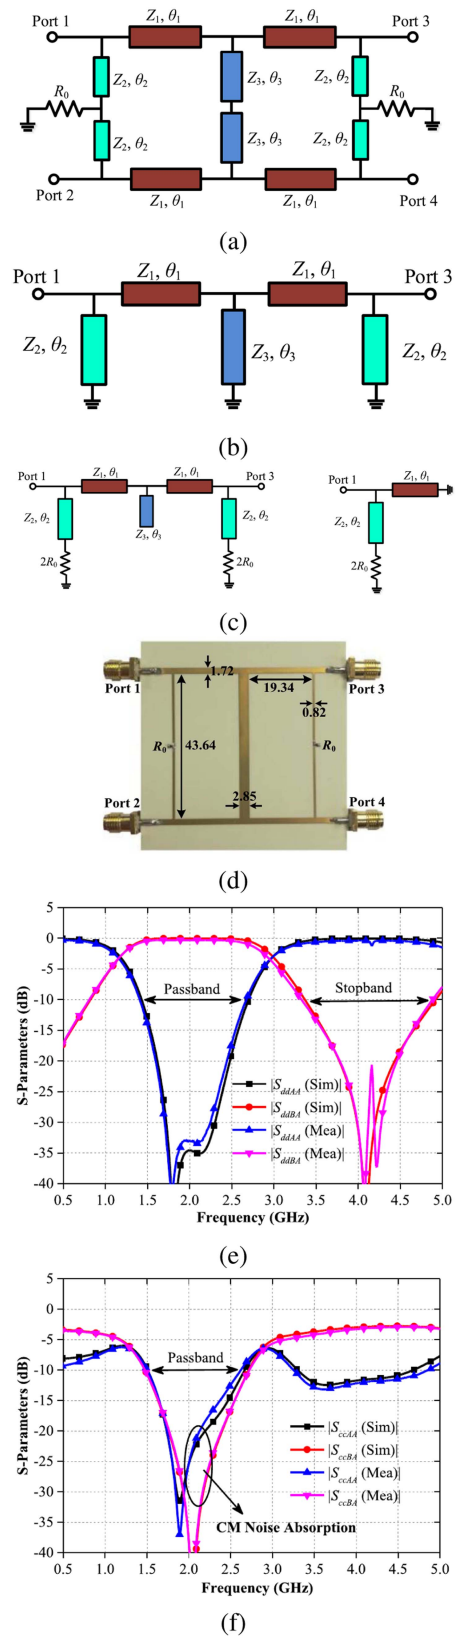 Port 1 Z1, θ1 Z1, θ1 Port 3
Z2, θ2 Z3, θ3 Z2, θ2
R0 R0
Z2, θ2 Z3, θ3 Z2, θ2
Port 2 Z1, θ1 Z1, θ1 Port 4
(a)
Port 1 Z1, θ1 Z1, θ1 Port 3
Z2, θ2 Z3, θ3 Z2, θ2
(b)
Port 1 Z1, θ1 Z1, θ1 Port 3 Port 1 Z1, θ1
Z2, θ2 Z3, θ3 Z2, θ2 Z2, θ2
2R0 2R0 2R0
(c)
Port 1 1.72 19.34 Port 3
0.82
R0 43.64 R0
Port 2 2.85 Port 4
(d)
5
0
-5
-10
-15
-20
-25
-30
-35
-40
S-Parameters (dB)
Passband Stopband
|SddAA (Sim)|
|SddBA (Sim)|
|SddAA (Mea)|
|SddBA (Mea)|
0.5 1.0 1.5 2.0 2.5 3.0 3.5 4.0 4.5 5.0
Frequency (GHz)
(e)
5
0
-5
-10
-15
-20
-25
-30
-35
-40
S-Parameters (dB)
Passband
|SccAA (Sim)|
|SccBA (Sim)|
|SccAA (Mea)|
|SccBA (Mea)|
CM Noise Absorption
0.5 1.0 1.5 2.0 2.5 3.0 3.5 4.0 4.5 5.0
Frequency (GHz)
(f)